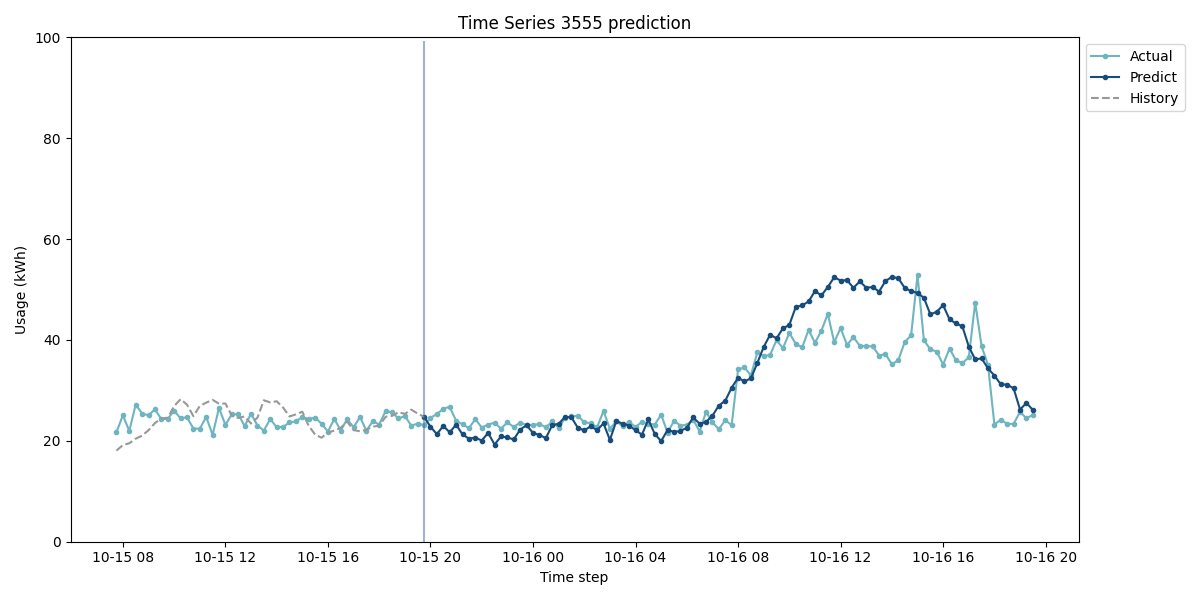 Time Series 3555 prediction
100
80
60
40
20
0
Usage (kWh)
10-15 08
10-15 12
10-15 16
10-15 20
10-16 00
10-16 04
10-16 08
10-16 12
10-16 16
10-16 20
Time step
Actual
Predict
History